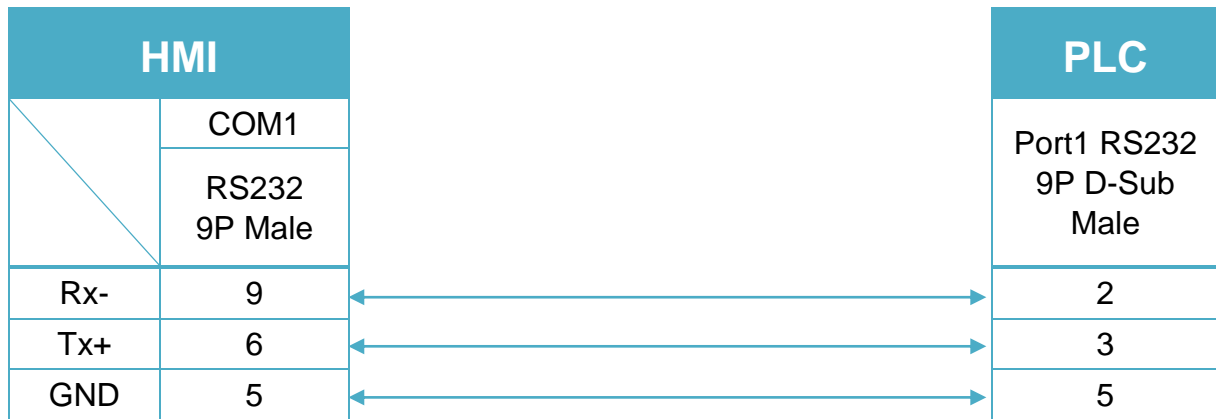 HMI
PLC
COM1
RS232
9P Male
Port1 RS232
9P D-Sub
Male
Rx-
9
2
Tx+
6
3
GND
5
5